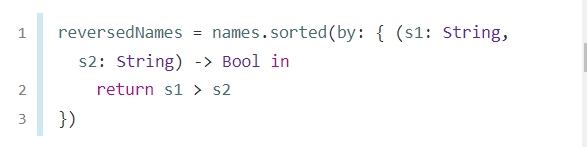 1 reversedNames = names.sorted(by: { (s1: String,
s2: String) -> Bool in
2 return s1 > s2
3 })